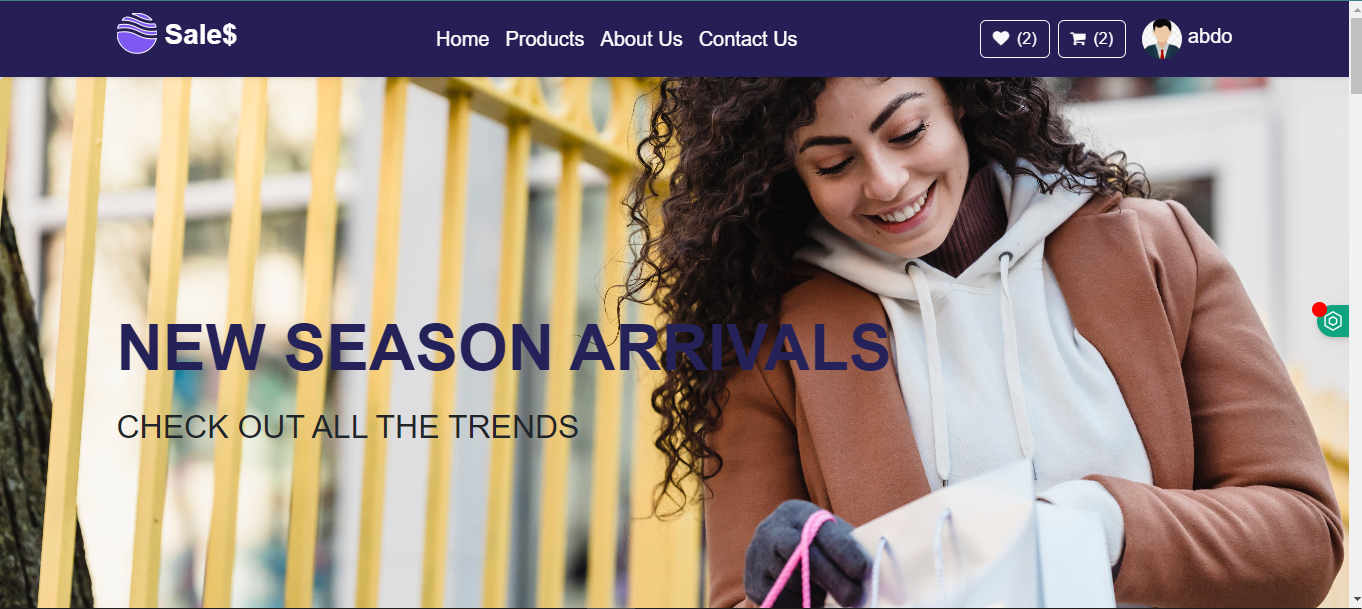 Sale$
Home Products About Us Contact Us
(2) (2) abdo
NEW SEASON ARRIVALS
CHECK OUT ALL THE TRENDS